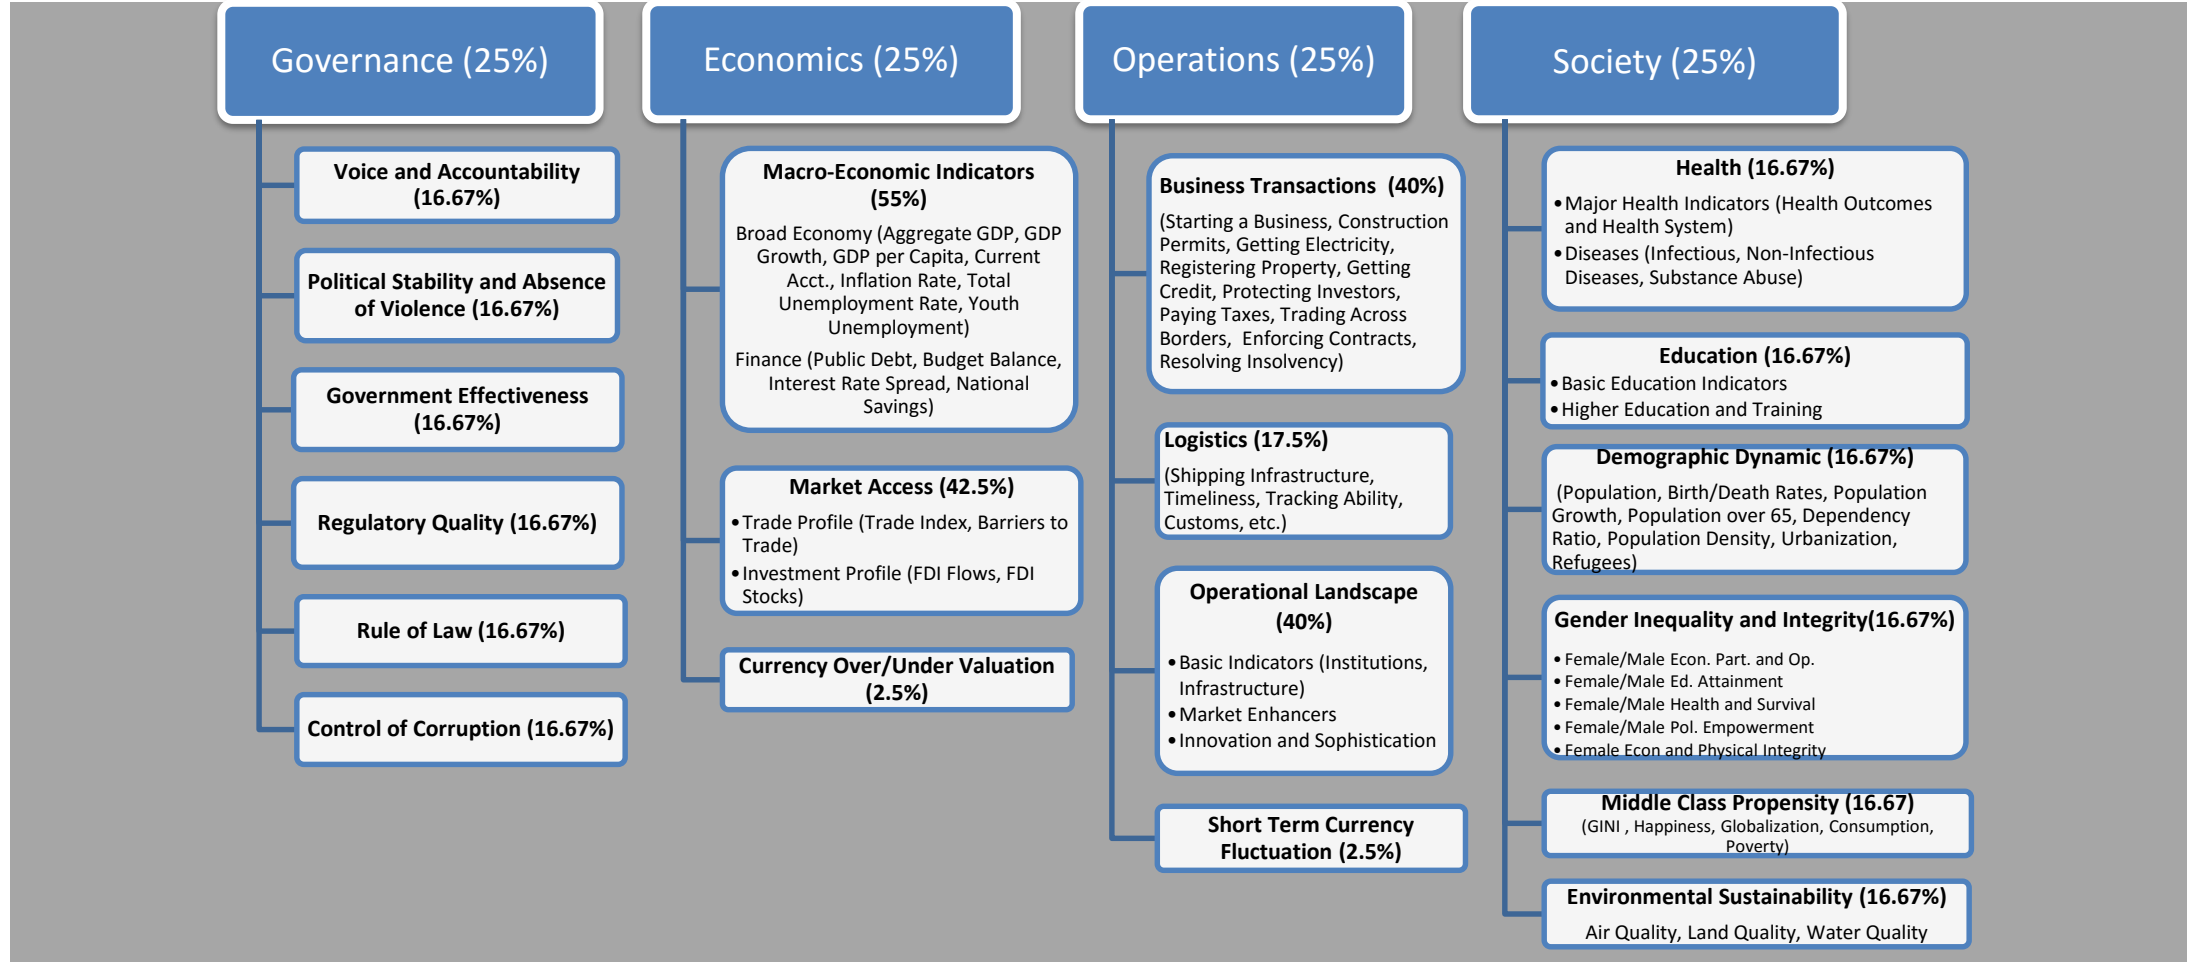 Governance (25%)
Voice and Accountability
(16.67%)
Political Stability and Absence
of Violence (16.67%)
Government Effectiveness
(16.67%)
Regulatory Quality (16.67%)
Rule of Law (16.67%)
Control of Corruption (16.67%)
Economics (25%)
Macro-Economic Indicators
(55%)
Broad Economy (Aggregate GDP, GDP
Growth, GDP per Capita, Current
Acct., Inflation Rate, Total
Unemployment Rate, Youth
Unemployment)
Finance (Public Debt, Budget Balance,
Interest Rate Spread, National
Savings)
Market Access (42.5%)
•Trade Profile (Trade Index, Barriers to
Trade)
•Investment Profile (FDI Flows, FDI
Stocks)
Currency Over/Under Valuation
(2.5%)
Operations (25%)
Business Transactions (40%)
(Starting a Business, Construction
Permits, Getting Electricity,
Registering Property, Getting
Credit, Protecting Investors,
Paying Taxes, Trading Across
Borders, Enforcing Contracts,
Resolving Insolvency)
Logistics (17.5%)
(Shipping Infrastructure,
Timeliness, Tracking Ability,
Customs, etc.)
Operational Landscape
(40%)
•Basic Indicators (Institutions,
Infrastructure)
•Market Enhancers
•Innovation and Sophistication
Short Term Currency
Fluctuation (2.5%)
Society (25%)
Health (16.67%)
•Major Health Indicators (Health Outcomes
and Health System)
•Diseases (Infectious, Non-Infectious
Diseases, Substance Abuse)
Education (16.67%)
•Basic Education Indicators
•Higher Education and Training
Demographic Dynamic (16.67%)
(Population, Birth/Death Rates, Population
Growth, Population over 65, Dependency
Ratio, Population Density, Urbanization,
Refugees)
Gender Inequality and Integrity(16.67%)
• Female/Male Econ. Part. and Op.
• Female/Male Ed. Attainment
• Female/Male Health and Survival
• Female/Male Pol. Empowerment
• Female Econ and Physical Integrity
Middle Class Propensity (16.67)
(GINI , Happiness, Globalization, Consumption,
Poverty)
Environmental Sustainability (16.67%)
Air Quality, Land Quality, Water Quality